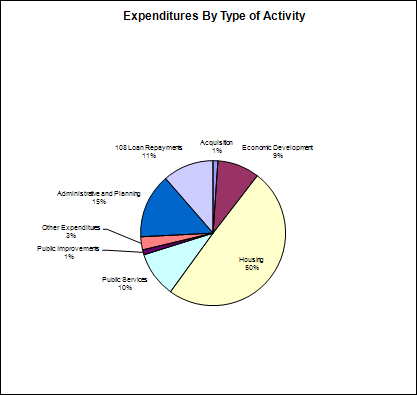 Expenditures By Type of Activity
Acquisition
1%
Economic Development
9%
Housing
50%
Public Services
10%
Public Improvements
1%
Other Expenditures
3%
Administrative and Planning
15%
108 Loan Repayments
11%